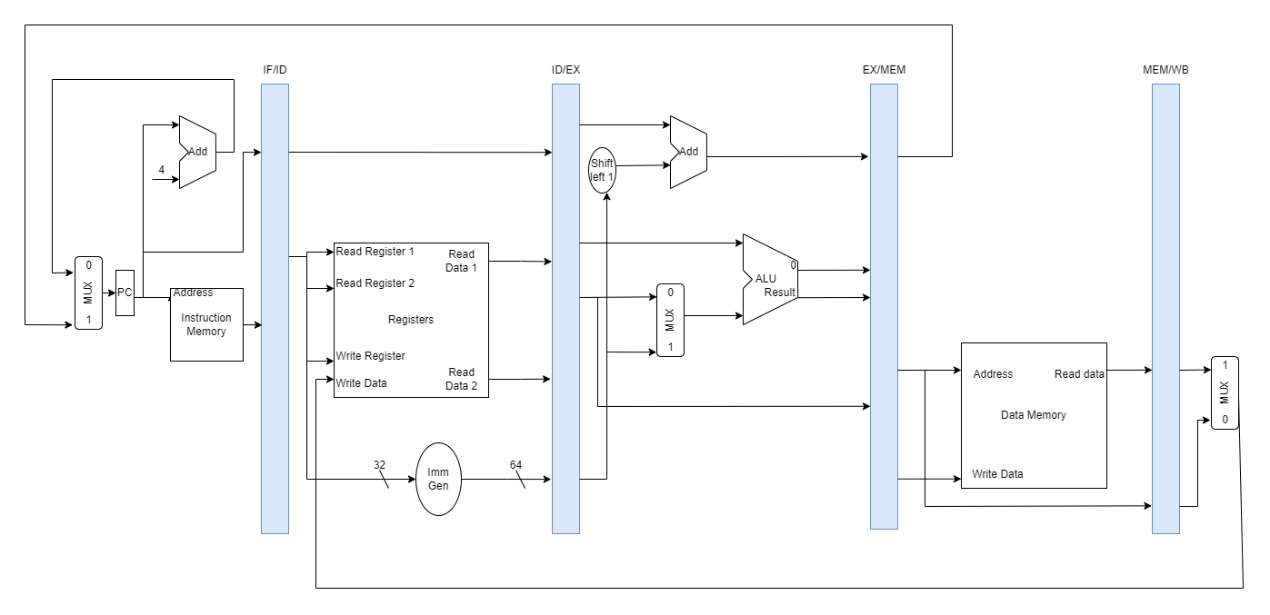 IF/ID
ID/EX
EX/MEM
MEM/WB
Add
4
Shift
left 1
Add
0
MUX
1
PC
Address
Instruction
Memory
Read Register 1
Read
Data 1
Read Register 2
Registers
Write Register
Write Data
Read
Data 2
0
MUX
1
0
ALU
Result
Address
Read data
Data Memory
Write Data
1
MUX
0
32
Imm
Gen
64